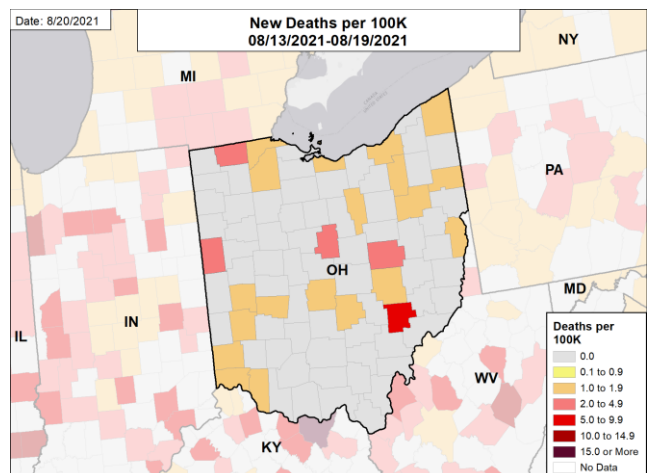 Date: 8/20/2021
New Deaths per 100K
08/13/2021-08/19/2021
NY
MI
PA
OH
MD
IN
IL
WV
KY
Deaths per
100K
0.0
0.1 to 0.9
1.0 to 1.9
2.0 to 4.9
5.0 to 9.9
10.0 to 14.9
15.0 or More
No Data